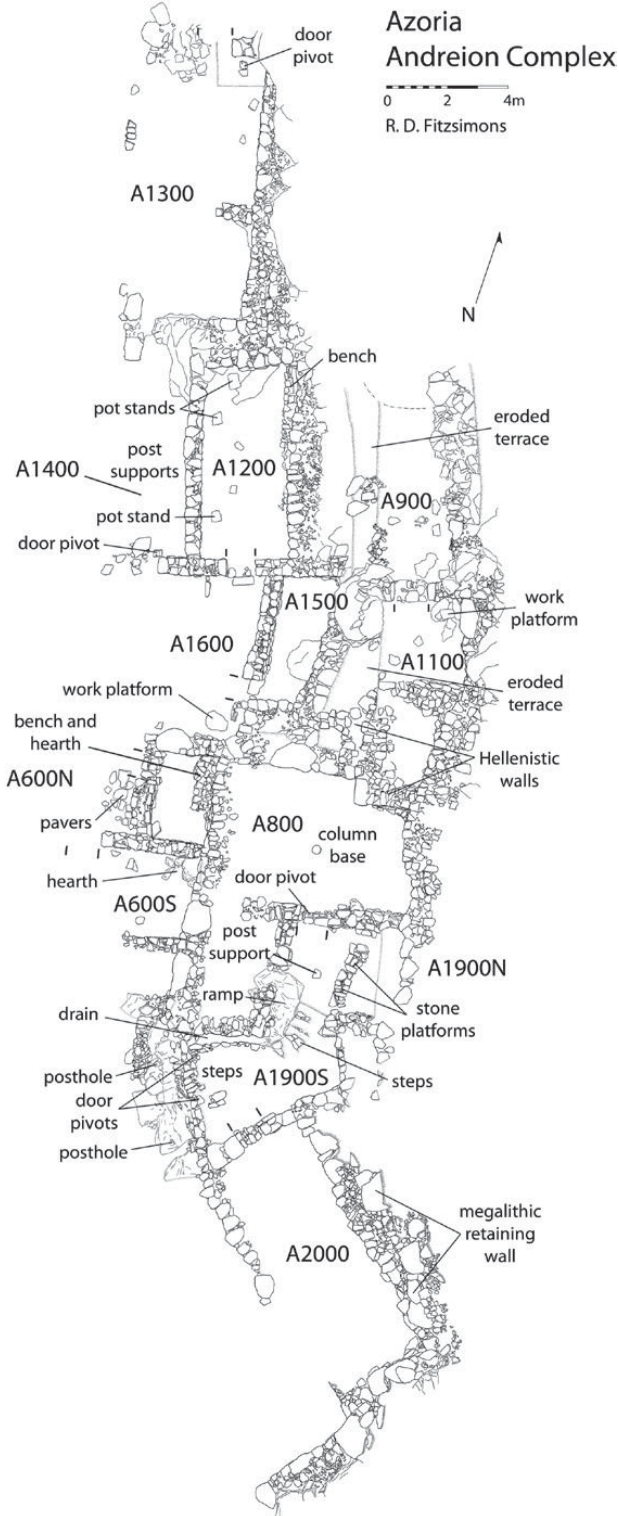 Azoria
Andreion Complex
0 2 4m
R. D. Fitzsimons
N
door
pivot
A1300
bench
pot stands
post
supports
A1400
A1200
pot stand
door pivot
eroded
terrace
A900
A1500
work
platform
A1600
A1100
work platform
eroded
terrace
bench and
hearth
Hellenistic
walls
A600N
A800
pavers
column
base
hearth
door pivot
A600S
post
support
A1900N
ramp
stone
platforms
drain
steps
posthole
A1900S
steps
door
pivots
posthole
megalithic
retaining
wall
A2000